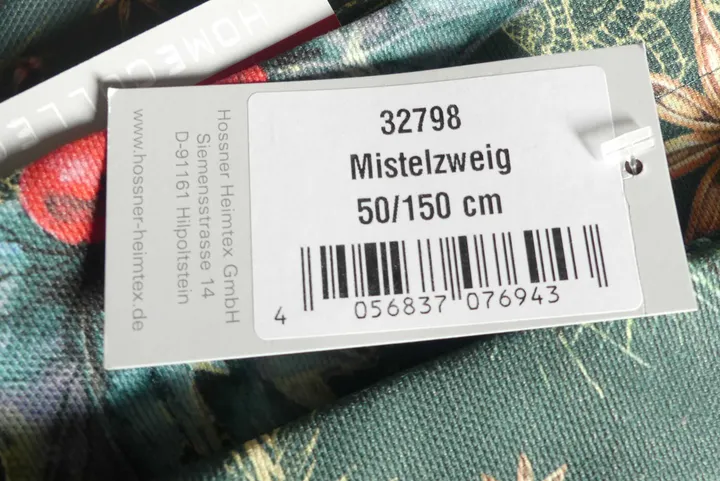 HOMECOLLE
32798
Mistelzweig
50/150 cm
4 056837 076943
Hossner Heimtex GmbH
Siemensstrasse 14
D-91161 Hilpoltstein
www.hossner-heimtex.de